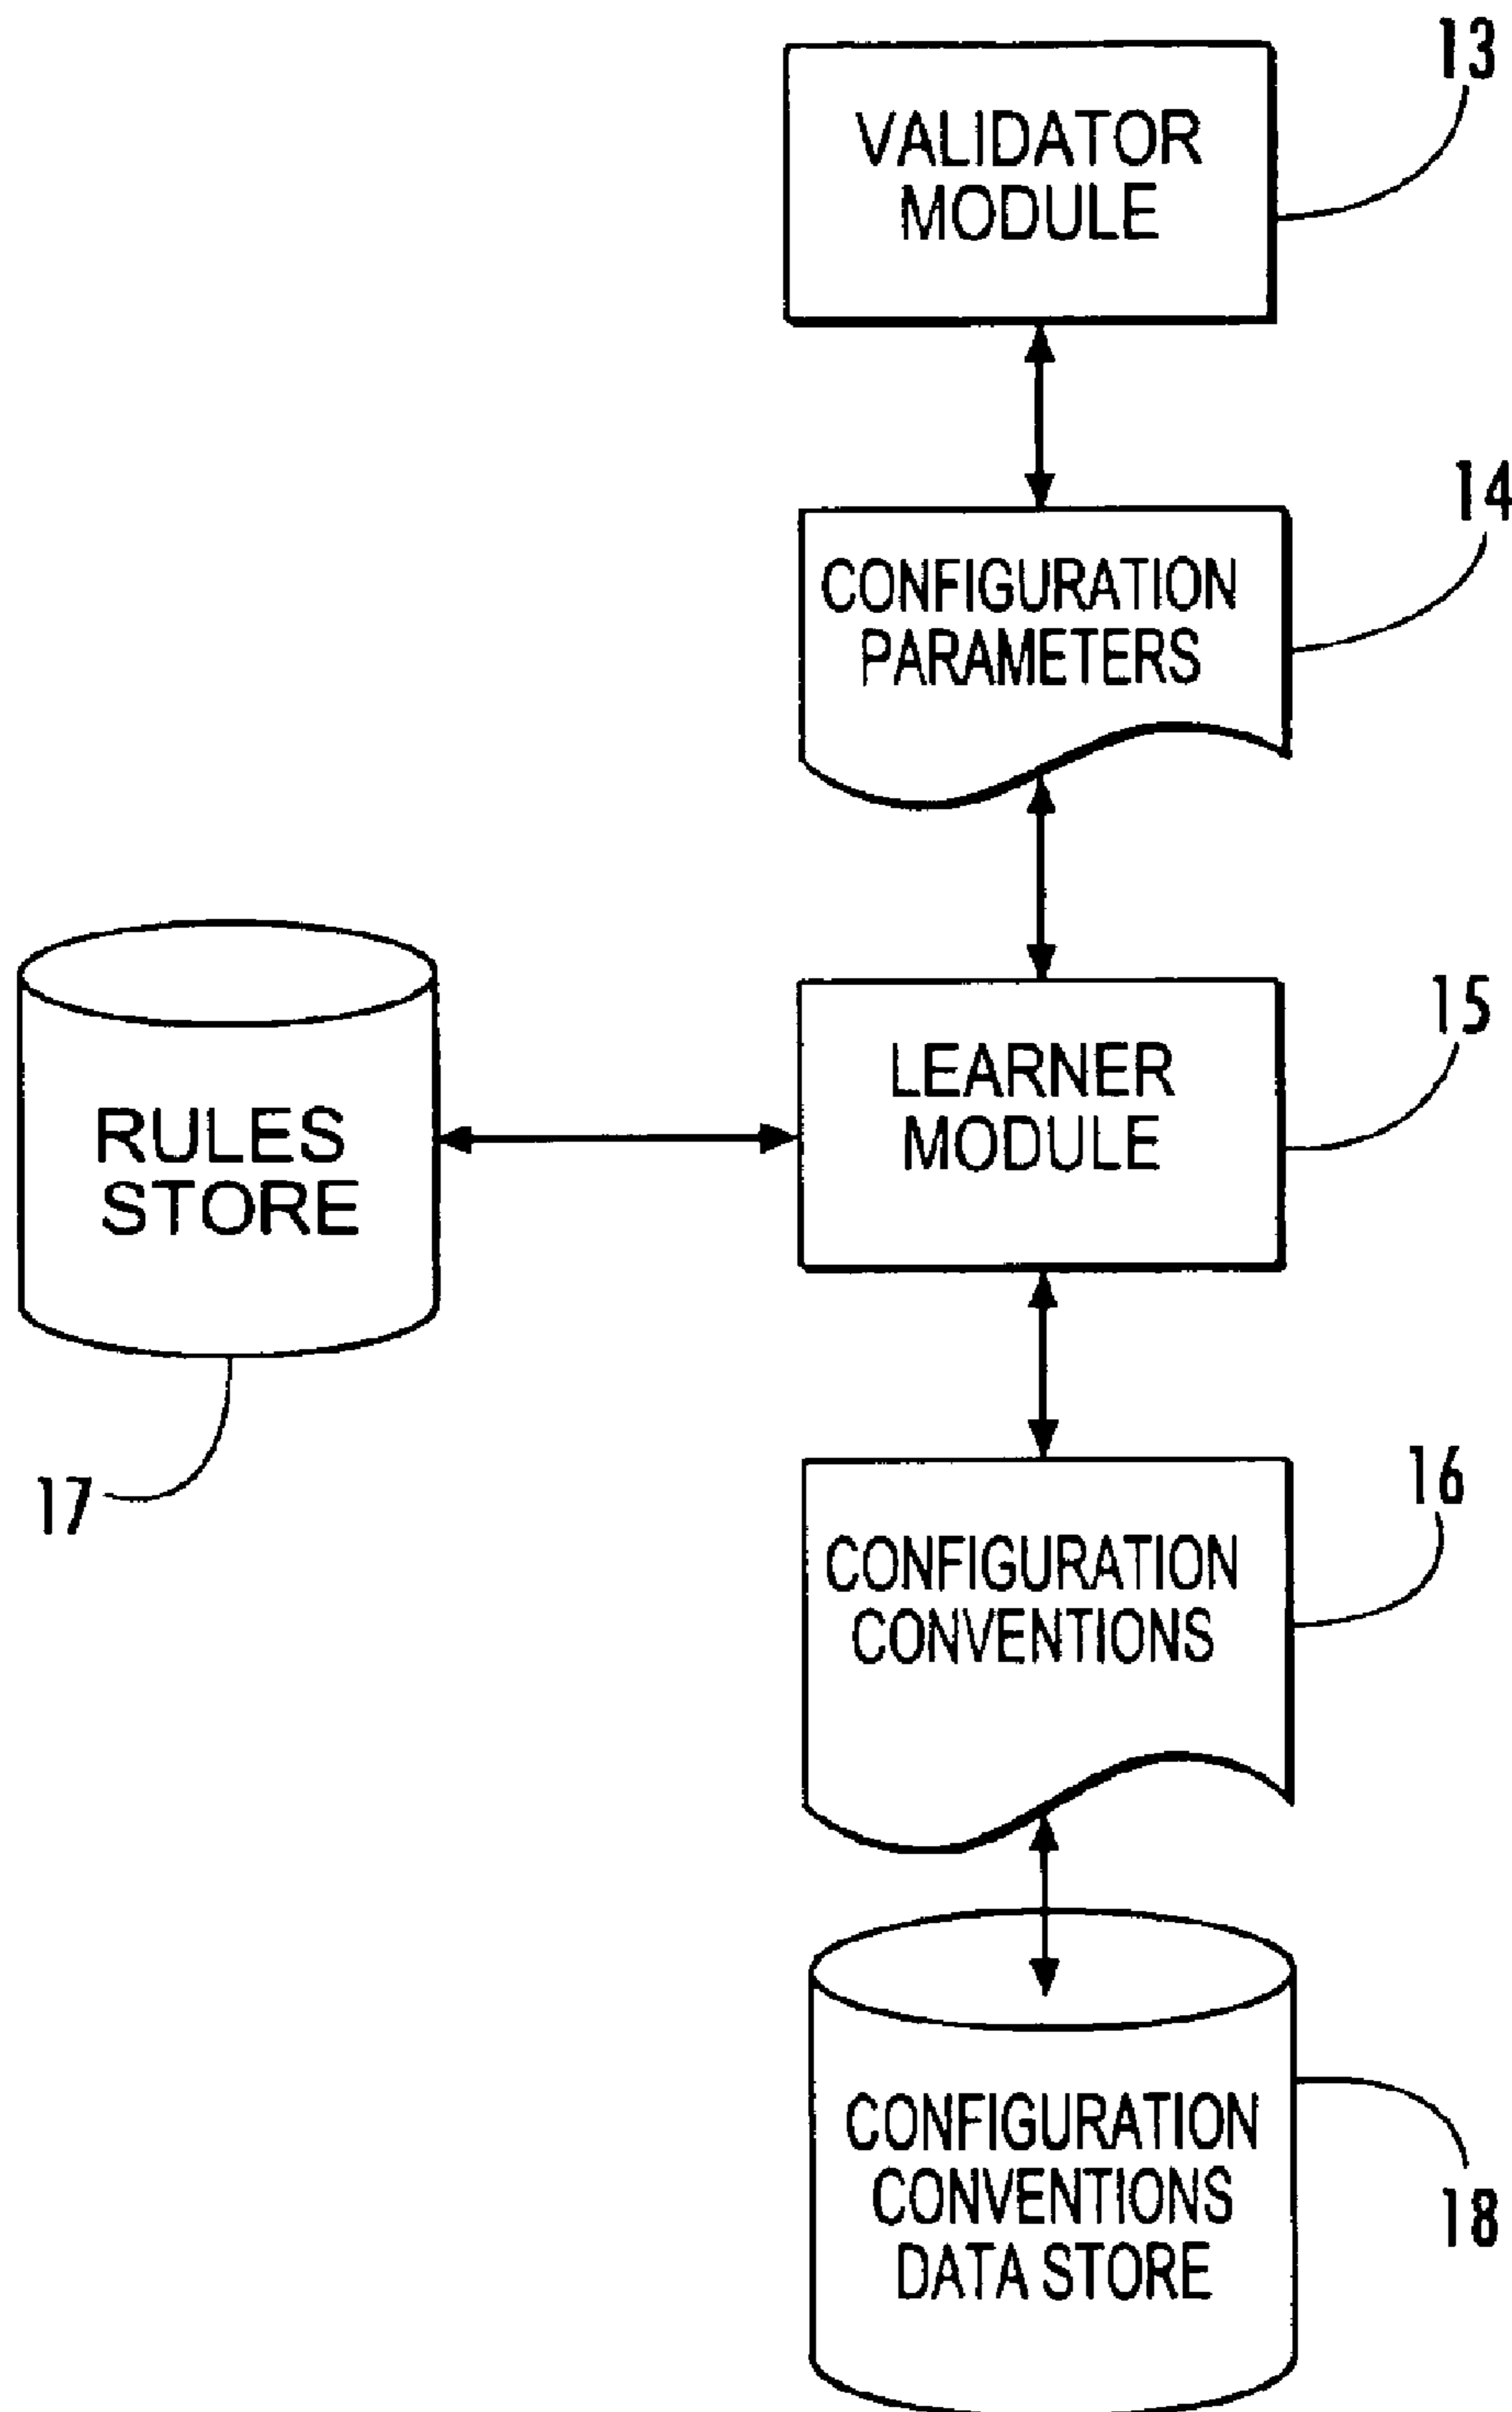 13
VALIDATOR
MODULE
14
CONFIGURATION
PARAMETERS
15
LEARNER
MODULE
RULES
STORE
17
16
CONFIGURATION
CONVENTIONS
CONFIGURATION
CONVENTIONS
DATA STORE
18